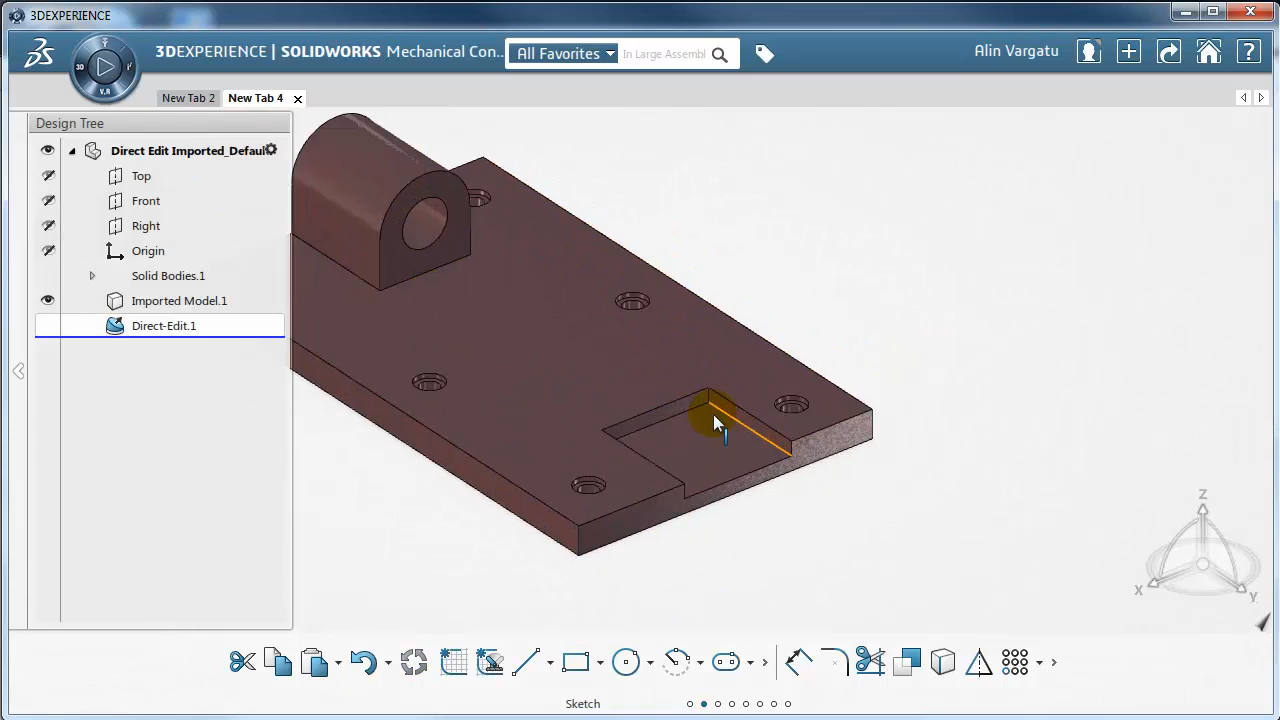 3DEXPERIENCE
3DEXPERIENCE | SOLIDWORKS Mechanical Con...
All Favorites
In Large Assembl
Alin Vargatu
3D
V.R
New Tab 2
New Tab 4
Design Tree
Direct Edit Imported_Defaul
Top
Front
Right
Origin
Solid Bodies.1
Imported Model.1
Direct-Edit.1
Z
X
Y
Sketch